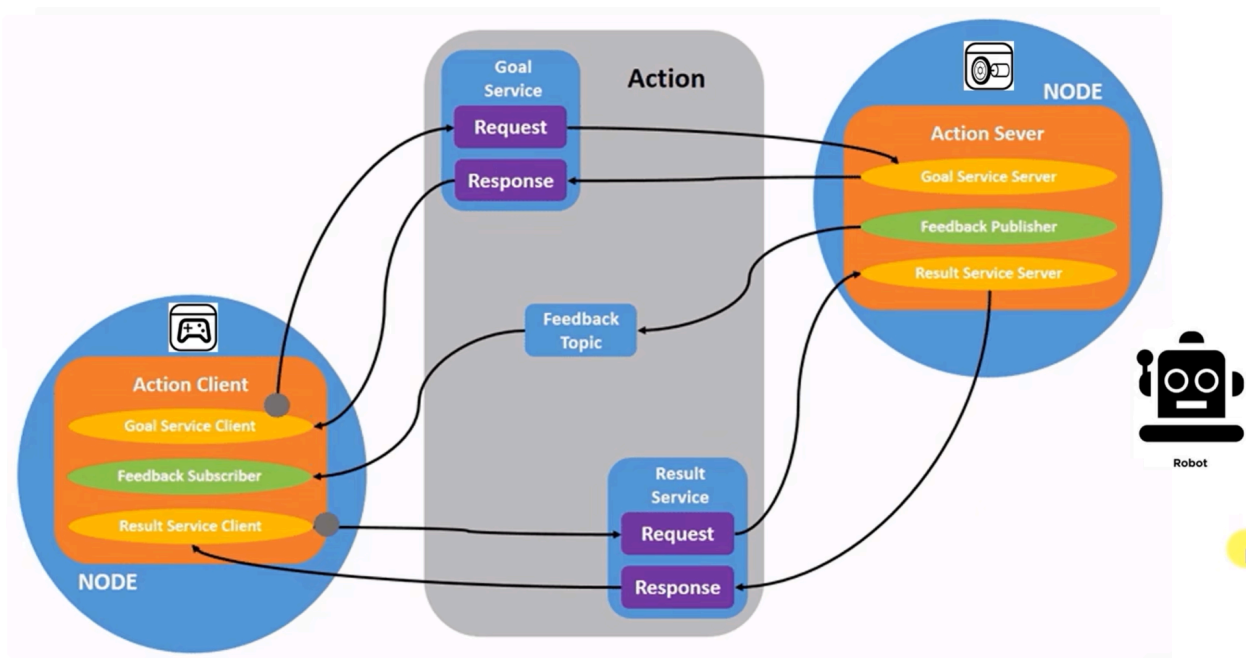 Goal
Service
Request
Response
Action
NODE
Action Sever
Goal Service Server
Feedback Publisher
Result Service Server
Feedback
Topic
Action Client
Goal Service Client
Feedback Subscriber
Result Service Client
NODE
Result
Service
Request
Response
Robot